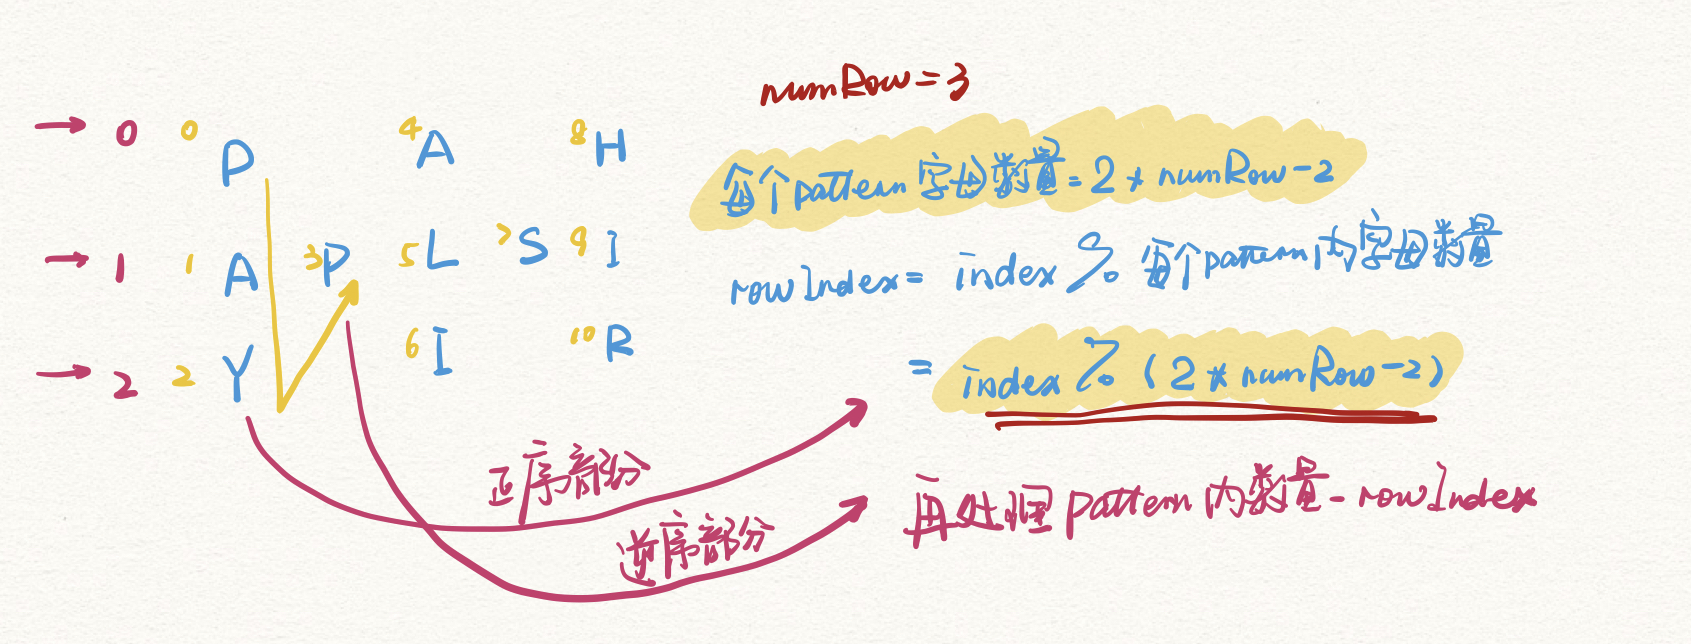 numRow=3
0 0 P 4 A 8 H
每个pattern字母数量=2*numRow-2
1 1 A 3 P 5 L 7 S 9 I
rowIndex= index % 每个pattern内字母数量
2 2 Y 6 I 10 R
= index % (2*numRow-2)
正序部份
再处理pattern内数量-rowIndex
逆序部份